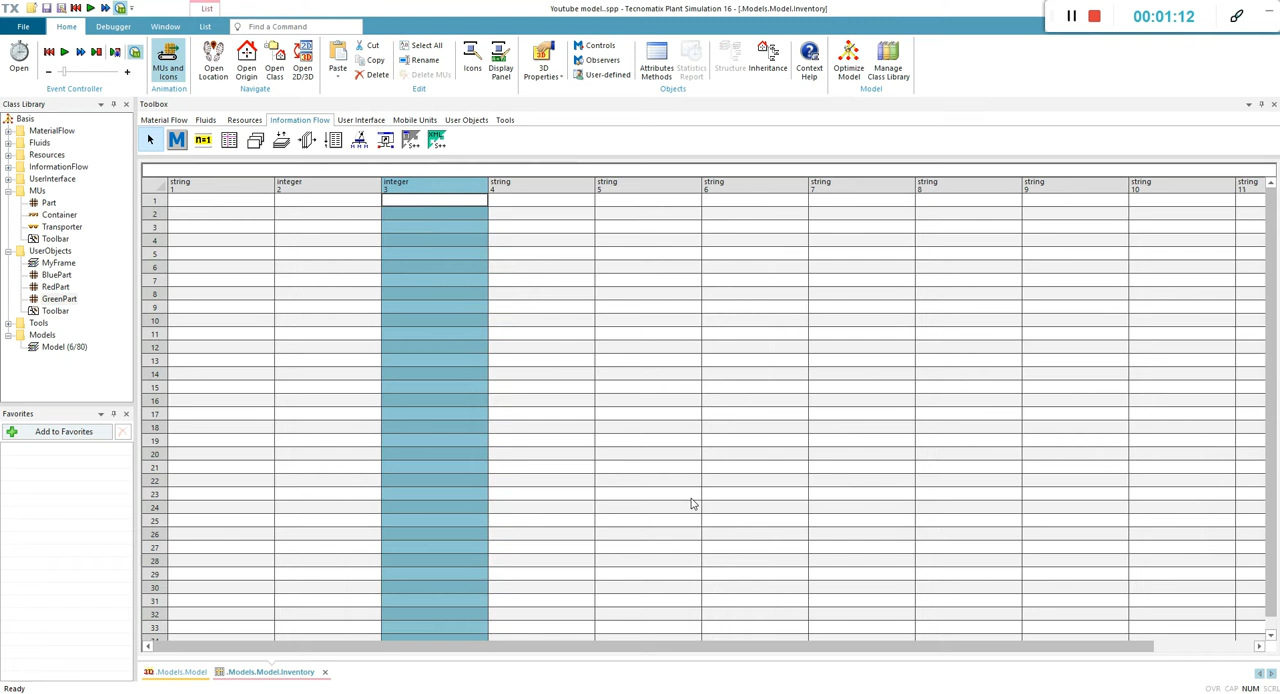 TX
List
Youtube model..spp - Tecnomatix Plant Simulation 16 - [.Models.Model.Inventory]
00:01:12
File Home Debugger Window List Find a Command
Open
MUs and Icons
Open Location
Open Origin
Open Class
Open 2D/3D
Paste
Cut
Copy
Delete
Select All
Rename
Delete MUs
Icons
Display Panel
3D Properties
Controls
Observers
User-defined
Attributes Methods
Statistics Report
Structure
Inheritance
Context Help
Optimize Model
Manage Class Library
Event Controller Animation Navigate Edit Objects Model
Class Library
Toolbox
Basis
MaterialFlow
Fluids
Resources
InformationFlow
UserInterface
MUs
Part
Container
Transporter
Toolbar
UserObjects
MyFrame
BluePart
RedPart
GreenPart
Toolbar
Tools
Models
Model (6/80)
Favorites
Add to Favorites
Material Flow Fluids Resources Information Flow User Interface Mobile Units User Objects Tools
M n=1 S++ XML S++
string integer integer string string string string string string string string
1 2 3 4 5 6 7 8 9 10 11
1
2
3
4
5
6
7
8
9
10
11
12
13
14
15
16
17
18
19
20
21
22
23
24
25
26
27
28
29
30
31
32
33
3D .Models.Model .Models.Model.Inventory
Ready
OVR CAP NUM SCRL